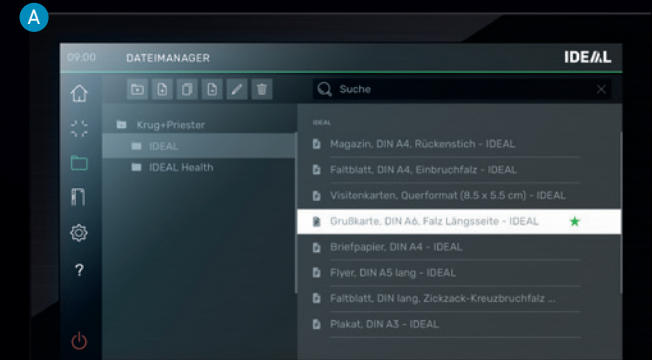 A
09:00 DATEIMANAGER IDEAL
Suche
Krug+Priester
IDEAL
IDEAL Health
IDEAL
Magazin, DIN A4, Rückenstich - IDEAL
Faltblatt, DIN A4, Einbruchfalz - IDEAL
Visitenkarten, Querformat (8.5 x 5.5 cm) - IDEAL
Grußkarte, DIN A6, Falz Längsseite - IDEAL
Briefpapier, DIN A4 - IDEAL
Flyer, DIN A5 lang - IDEAL
Faltblatt, DIN lang, Zickzack-Kreuzbruchfalz ...
Plakat, DIN A3 - IDEAL
?